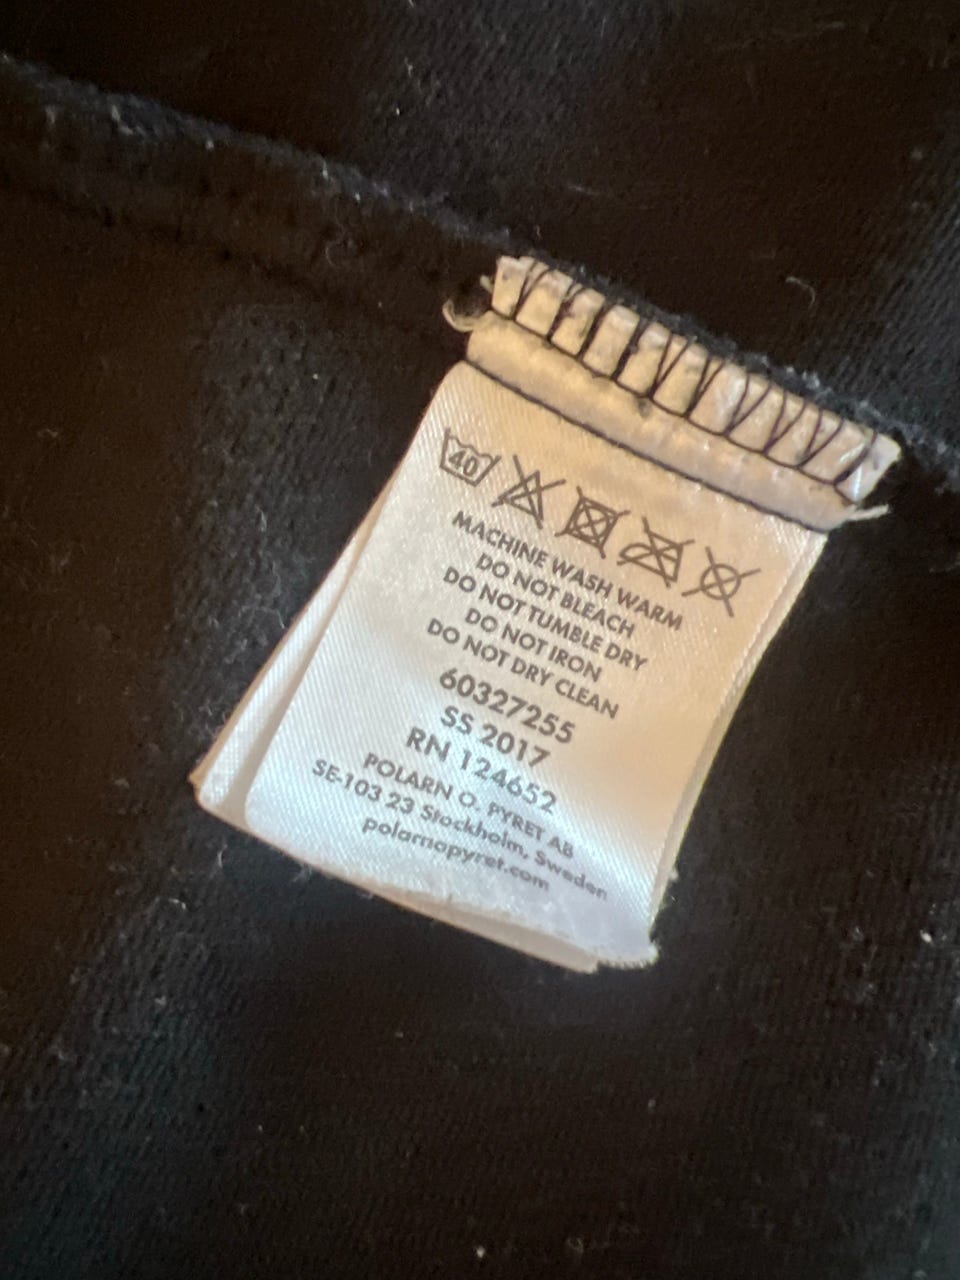 40
MACHINE WASH WARM
DO NOT BLEACH
DO NOT TUMBLE DRY
DO NOT IRON
DO NOT DRY CLEAN
60327255
SS 2017
RN 124652
POLARN O. PYRET AB
SE-103 23 Stockholm, Sweden
polarnopyret.com